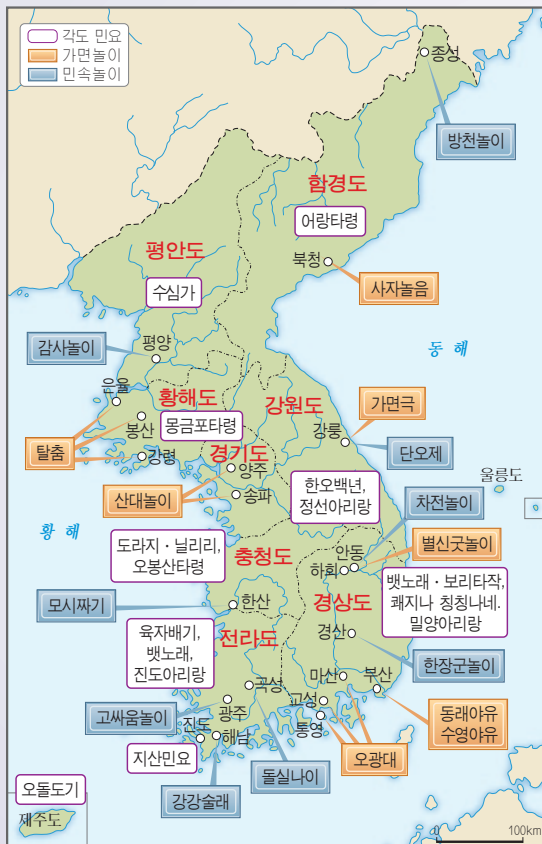 각도 민요
가면놀이
민속놀이
종성
방천놀이
함경도
어랑타령
평안도
북청
사자놀음
수심가
동 해
감사놀이
평양
은율
황해도
강원도
가면극
봉산
몽금포타령
강릉
탈춤
강령
경기도
양주
단오제
울릉도
산대놀이
송파
한오백년,
정선아리랑
차전놀이
황 해
도라지·닐리리,
오봉산타령
충청도
안동
별신굿놀이
하회
뱃노래·보리타작,
쾌지나 칭칭나네.
밀양아리랑
모시짜기
한산
경상도
육자배기,
뱃노래,
진도아리랑
전라도
경산
한장군놀이
곡성
마산
부산
고싸움놀이
광주
고성
동래야유
수영야유
진도
해남
통영
지산민요
돌실나이
오광대
오돌도기
강강술래
제주도
0
100km